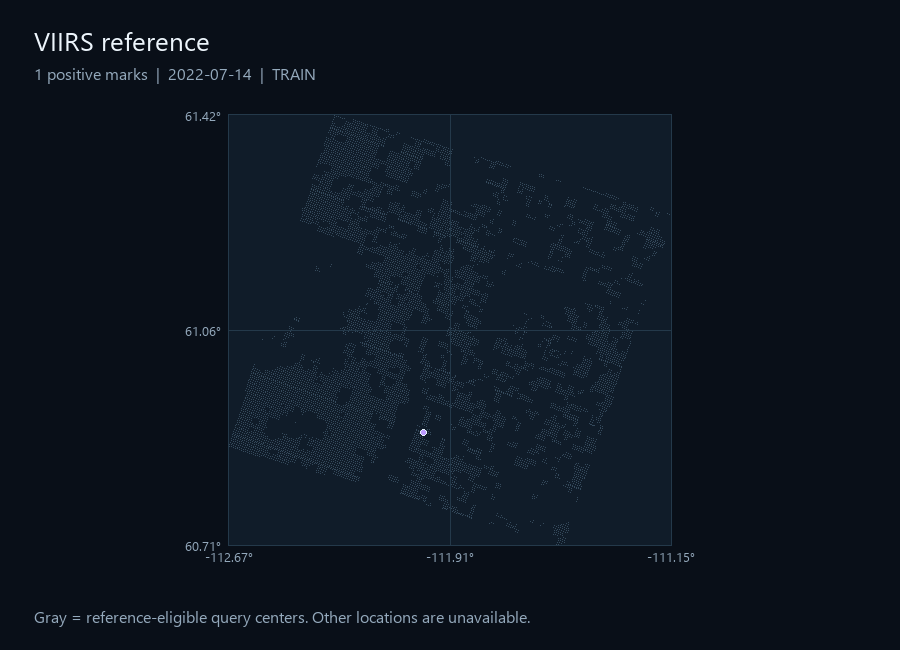 VIIRS reference
1 positive marks | 2022-07-14 | TRAIN
61.42°
61.06°
60.71°
-112.67°
-111.91°
-111.15°
Gray = reference-eligible query centers. Other locations are unavailable.